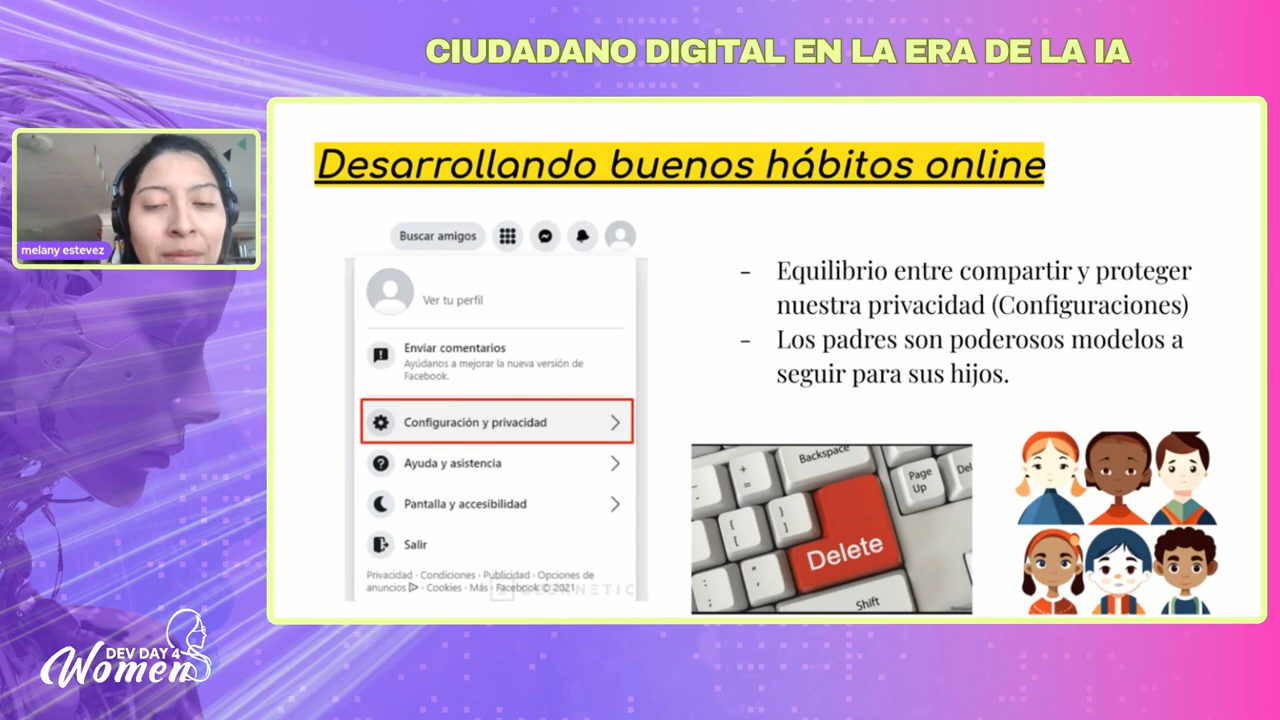 CIUDADANO DIGITAL EN LA ERA DE LA IA
melany estevez
Desarrollando buenos hábitos online
Buscar amigos
Ver tu perfil
Enviar comentarios
Ayúdanos a mejorar la nueva versión de
Facebook.
Configuración y privacidad
Ayuda y asistencia
Pantalla y accesibilidad
Salir
Privacidad · Condiciones · Publicidad · Opciones de
anuncios · Cookies · Más · Facebook © 2021
- Equilibrio entre compartir y proteger
nuestra privacidad (Configuraciones)
- Los padres son poderosos modelos a
seguir para sus hijos.
Backspace
Page
Up
Del
+
=
-
{
[
}
]
Delete
:
;
"
'
Shift
DEV DAY 4
Women